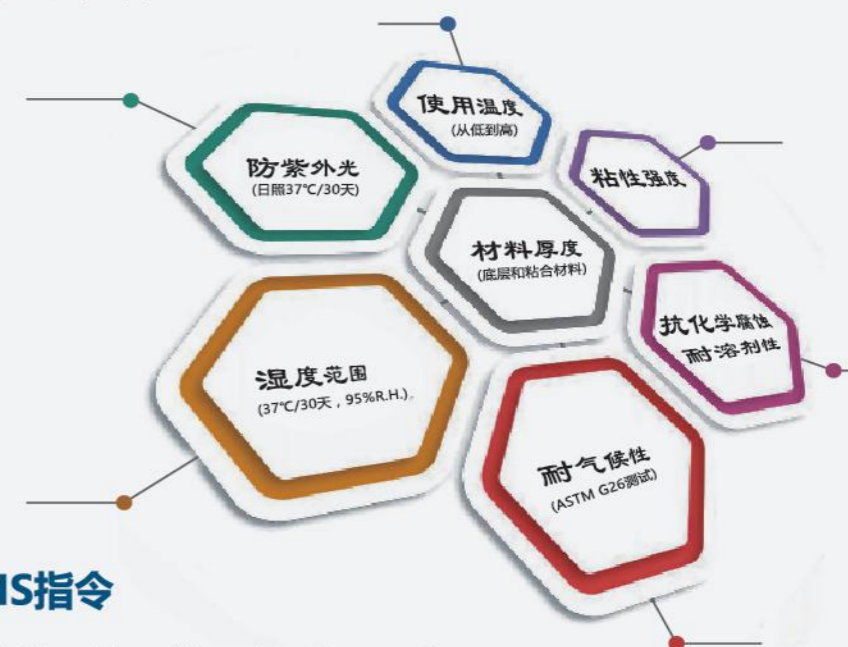 使用温度
(从低到高)
防紫外光
(日照37℃/30天)
粘性强度
材料厚度
(底层和粘合材料)
抗化学腐蚀
耐溶剂性
湿度范围
(37℃/30天，95%R.H.)。
耐气候性
(ASTM G26测试)
指令